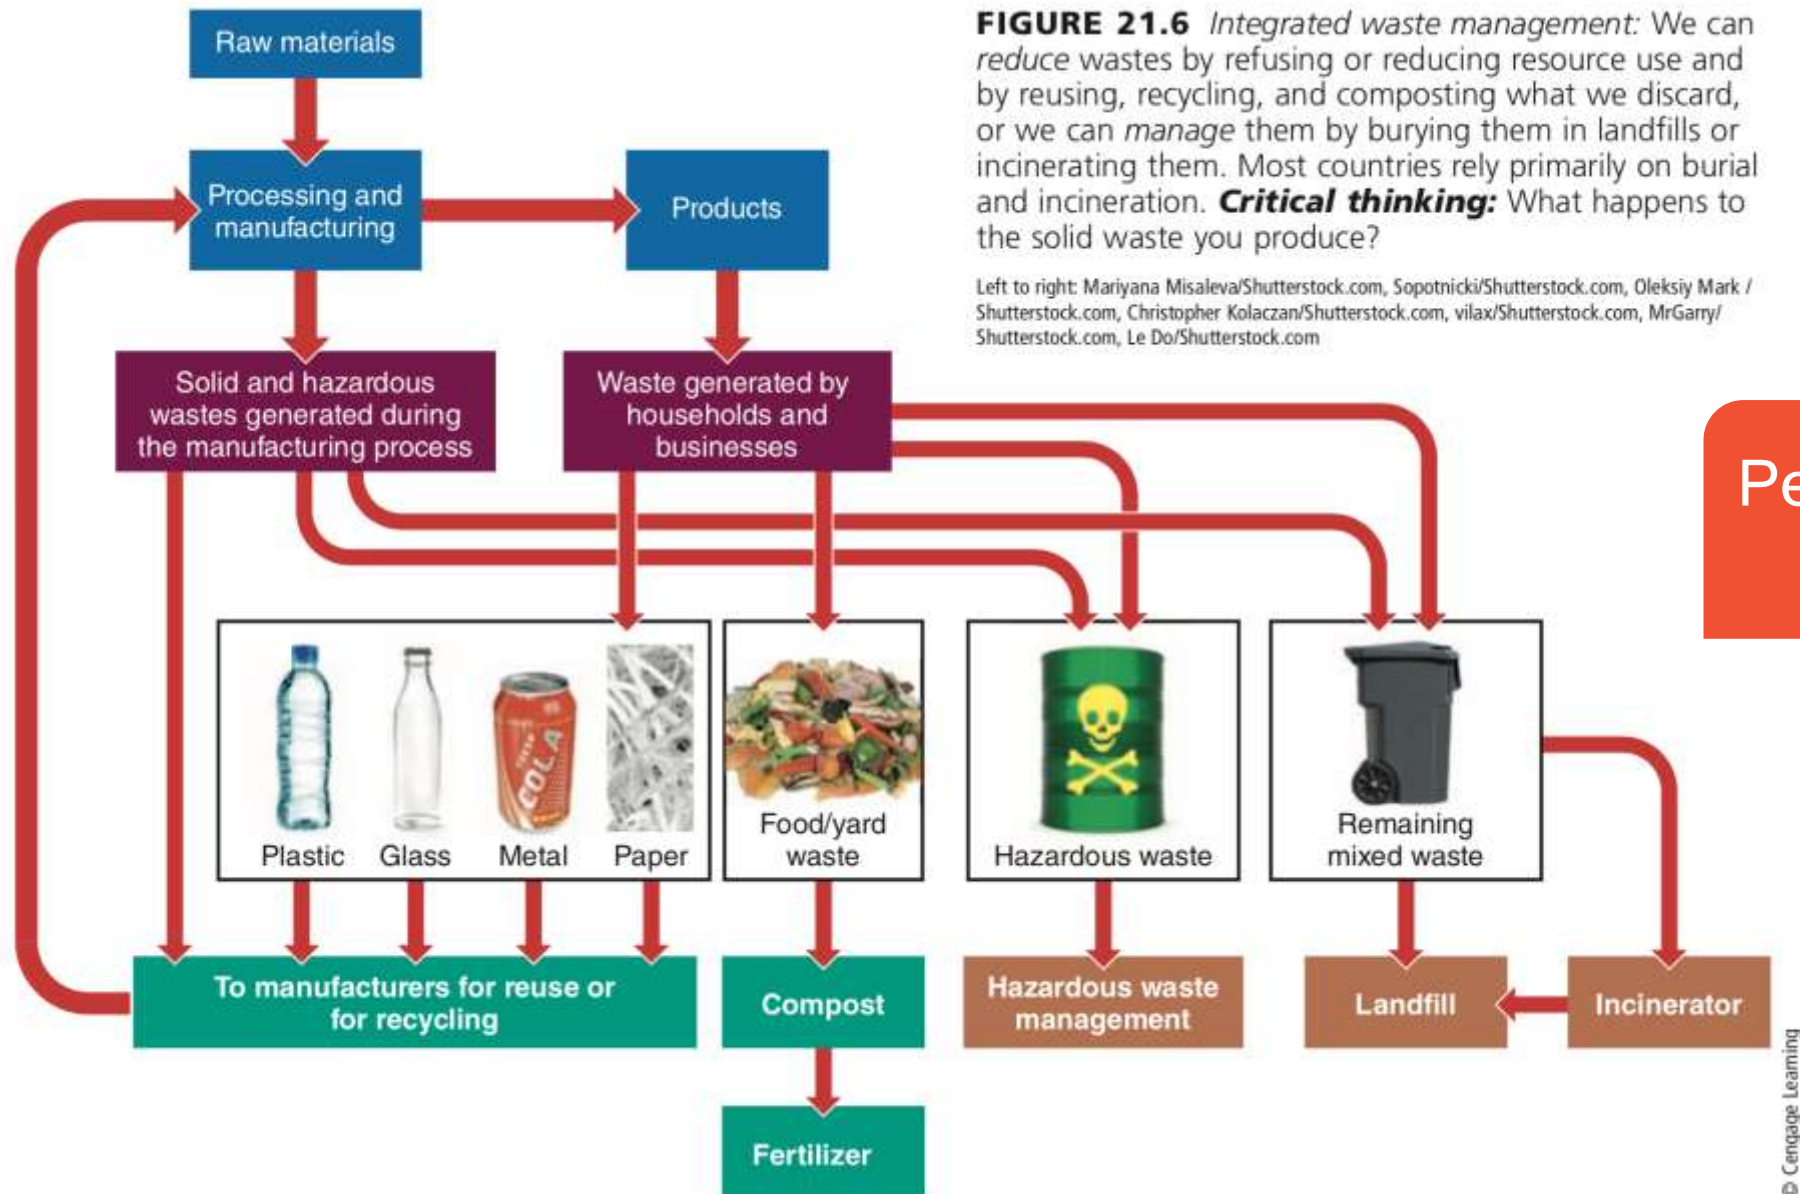 FIGURE 21.6 Integrated waste management: We can
reduce wastes by refusing or reducing resource use and
by reusing, recycling, and composting what we discard,
or we can manage them by burying them in landfills or
incinerating them. Most countries rely primarily on burial
and incineration. Critical thinking: What happens to
the solid waste you produce?
Left to right: Mariyana Misaleva/Shutterstock.com, Sopotnicki/Shutterstock.com, Oleksiy Mark /
Shutterstock.com, Christopher Kolaczan/Shutterstock.com, vilax/Shutterstock.com, MrGarry/
Shutterstock.com, Le Do/Shutterstock.com
Raw materials
Processing and
manufacturing
Products
Solid and hazardous
wastes generated during
the manufacturing process
Waste generated by
households and
businesses
Pe
COLA
Plastic
Glass
Metal
Paper
Food/yard
waste
Hazardous waste
Remaining
mixed waste
To manufacturers for reuse or
for recycling
Compost
Hazardous waste
management
Landfill
Incinerator
Fertilizer
© Cengage Learning